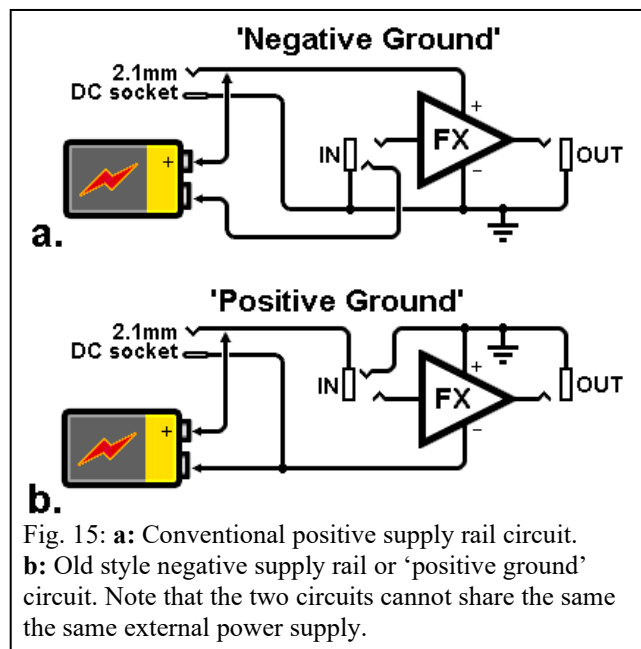 'Negative Ground'
2.1mm
DC socket
+
+
FX
IN
OUT
−
a.
'Positive Ground'
2.1mm
DC socket
+
IN
+
FX
OUT
−
b.
Fig. 15: a: Conventional positive supply rail circuit.
b: Old style negative supply rail or ‘positive ground’
circuit. Note that the two circuits cannot share the same
the same external power supply.